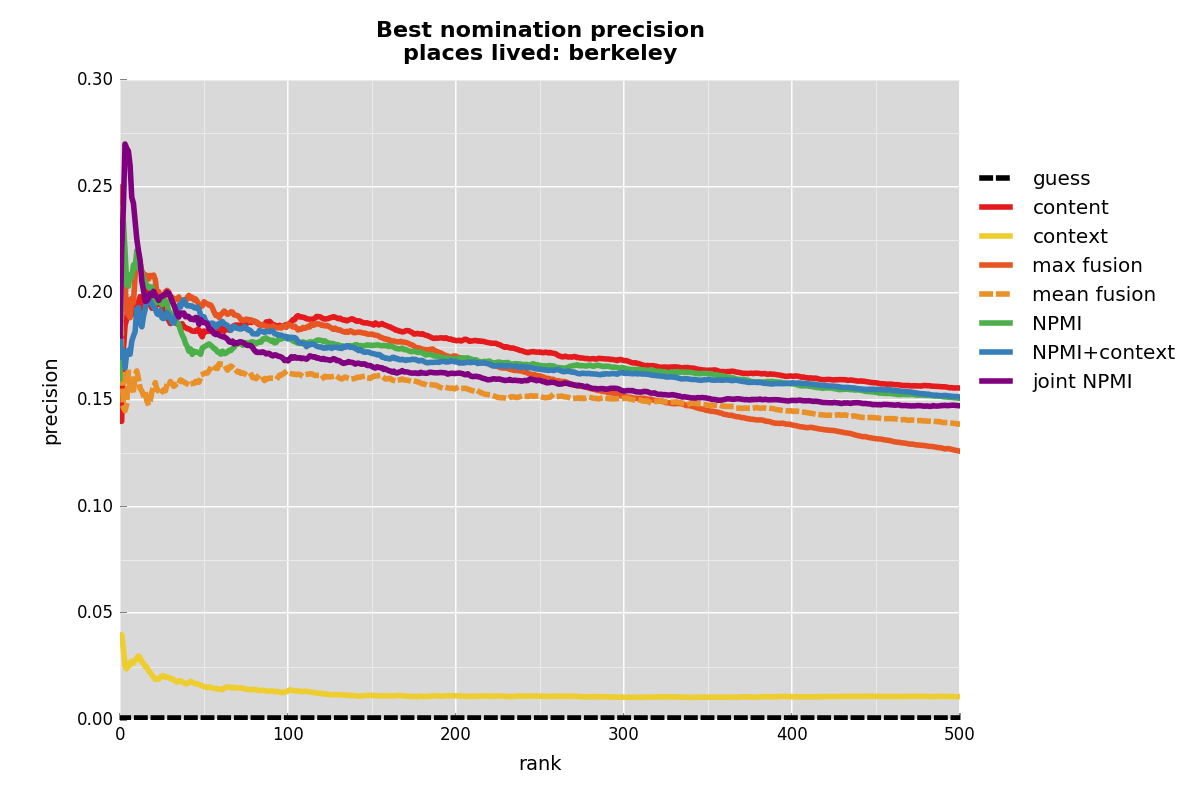 Best nomination precision
places lived: berkeley
0.30
0.25
0.20
0.15
0.10
0.05
0.00
precision
0 100 200 300 400 500
rank
guess
content
context
max fusion
mean fusion
NPMI
NPMI+context
joint NPMI